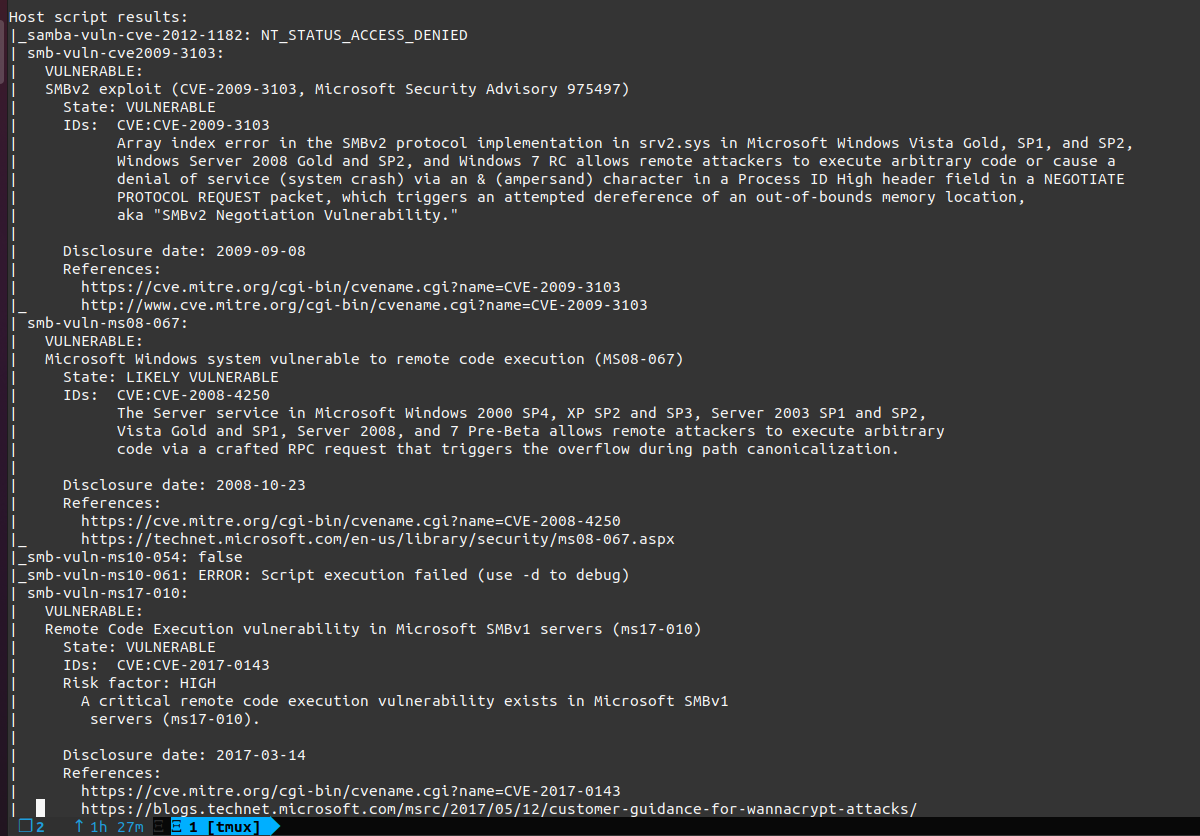 Host script results:
|_samba-vuln-cve-2012-1182: NT_STATUS_ACCESS_DENIED
| smb-vuln-cve2009-3103:
|   VULNERABLE:
|   SMBv2 exploit (CVE-2009-3103, Microsoft Security Advisory 975497)
|     State: VULNERABLE
|     IDs:  CVE:CVE-2009-3103
|           Array index error in the SMBv2 protocol implementation in srv2.sys in Microsoft Windows Vista Gold, SP1, and SP2,
|           Windows Server 2008 Gold and SP2, and Windows 7 RC allows remote attackers to execute arbitrary code or cause a
|           denial of service (system crash) via an & (ampersand) character in a Process ID High header field in a NEGOTIATE
|           PROTOCOL REQUEST packet, which triggers an attempted dereference of an out-of-bounds memory location,
|           aka "SMBv2 Negotiation Vulnerability."
|
|     Disclosure date: 2009-09-08
|     References:
|       https://cve.mitre.org/cgi-bin/cvename.cgi?name=CVE-2009-3103
|_      http://www.cve.mitre.org/cgi-bin/cvename.cgi?name=CVE-2009-3103
| smb-vuln-ms08-067:
|   VULNERABLE:
|   Microsoft Windows system vulnerable to remote code execution (MS08-067)
|     State: LIKELY VULNERABLE
|     IDs:  CVE:CVE-2008-4250
|           The Server service in Microsoft Windows 2000 SP4, XP SP2 and SP3, Server 2003 SP1 and SP2,
|           Vista Gold and SP1, Server 2008, and 7 Pre-Beta allows remote attackers to execute arbitrary
|           code via a crafted RPC request that triggers the overflow during path canonicalization.
|
|     Disclosure date: 2008-10-23
|     References:
|       https://cve.mitre.org/cgi-bin/cvename.cgi?name=CVE-2008-4250
|_      https://technet.microsoft.com/en-us/library/security/ms08-067.aspx
|_smb-vuln-ms10-054: false
|_smb-vuln-ms10-061: ERROR: Script execution failed (use -d to debug)
| smb-vuln-ms17-010:
|   VULNERABLE:
|   Remote Code Execution vulnerability in Microsoft SMBv1 servers (ms17-010)
|     State: VULNERABLE
|     IDs:  CVE:CVE-2017-0143
|     Risk factor: HIGH
|       A critical remote code execution vulnerability exists in Microsoft SMBv1
|        servers (ms17-010).
|
|     Disclosure date: 2017-03-14
|     References:
|       https://cve.mitre.org/cgi-bin/cvename.cgi?name=CVE-2017-0143
|       https://blogs.technet.microsoft.com/msrc/2017/05/12/customer-guidance-for-wannacrypt-attacks/
❐ 2  ↑ 1h 27m  1 [tmux]